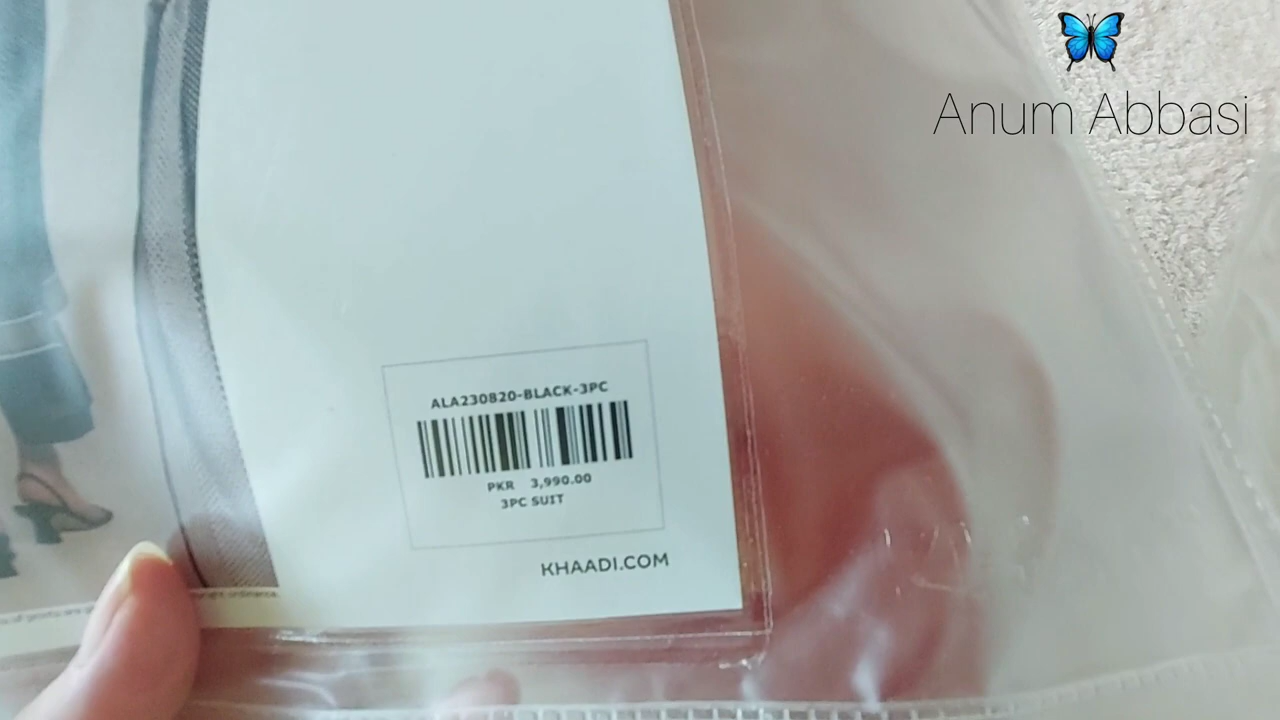 Anum Abbasi
ALA230820-BLACK-3PC
PKR 3,990.00
3PC SUIT
KHAADI.COM